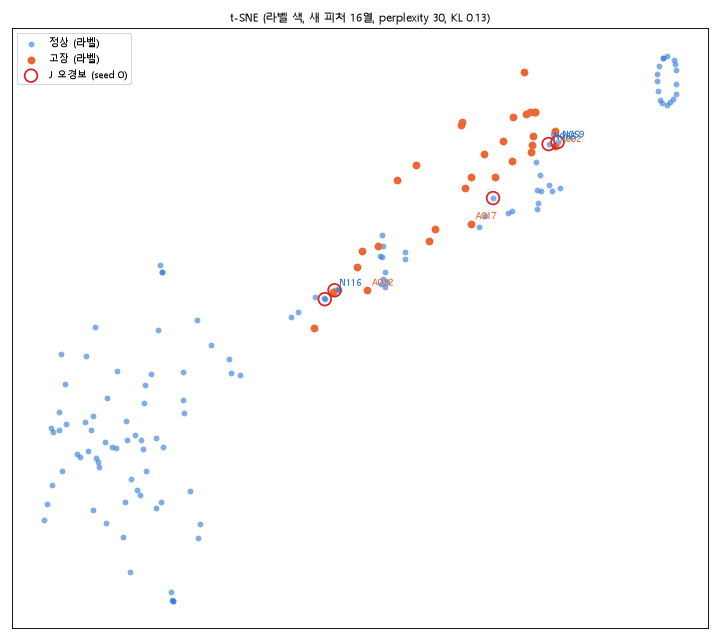 t-SNE (라벨 색, 새 피처 16열, perplexity 30, KL 0.13)
정상 (라벨)
고장 (라벨)
J 오경보 (seed 0)
N059
A017
N116